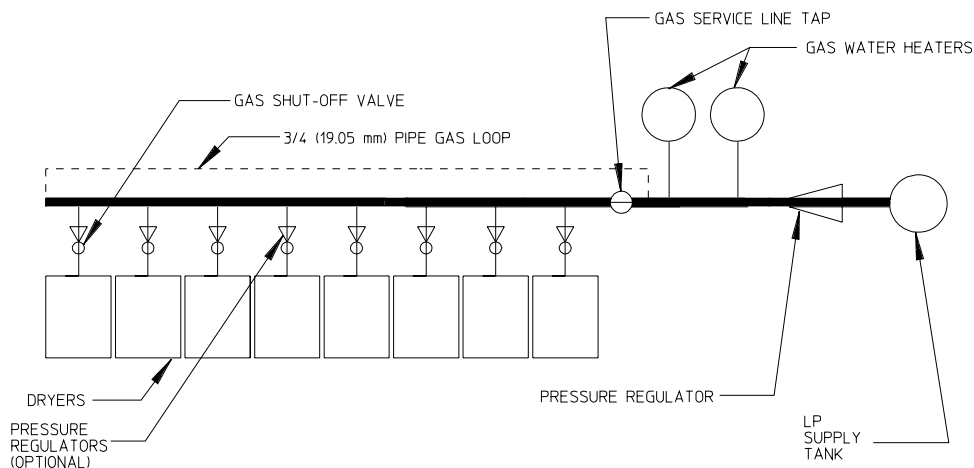 GAS SERVICE LINE TAP
GAS WATER HEATERS
GAS SHUT-OFF VALVE
3/4 (19.05 mm) PIPE GAS LOOP
DRYERS
PRESSURE
REGULATORS
(OPTIONAL)
PRESSURE REGULATOR
LP
SUPPLY
TANK